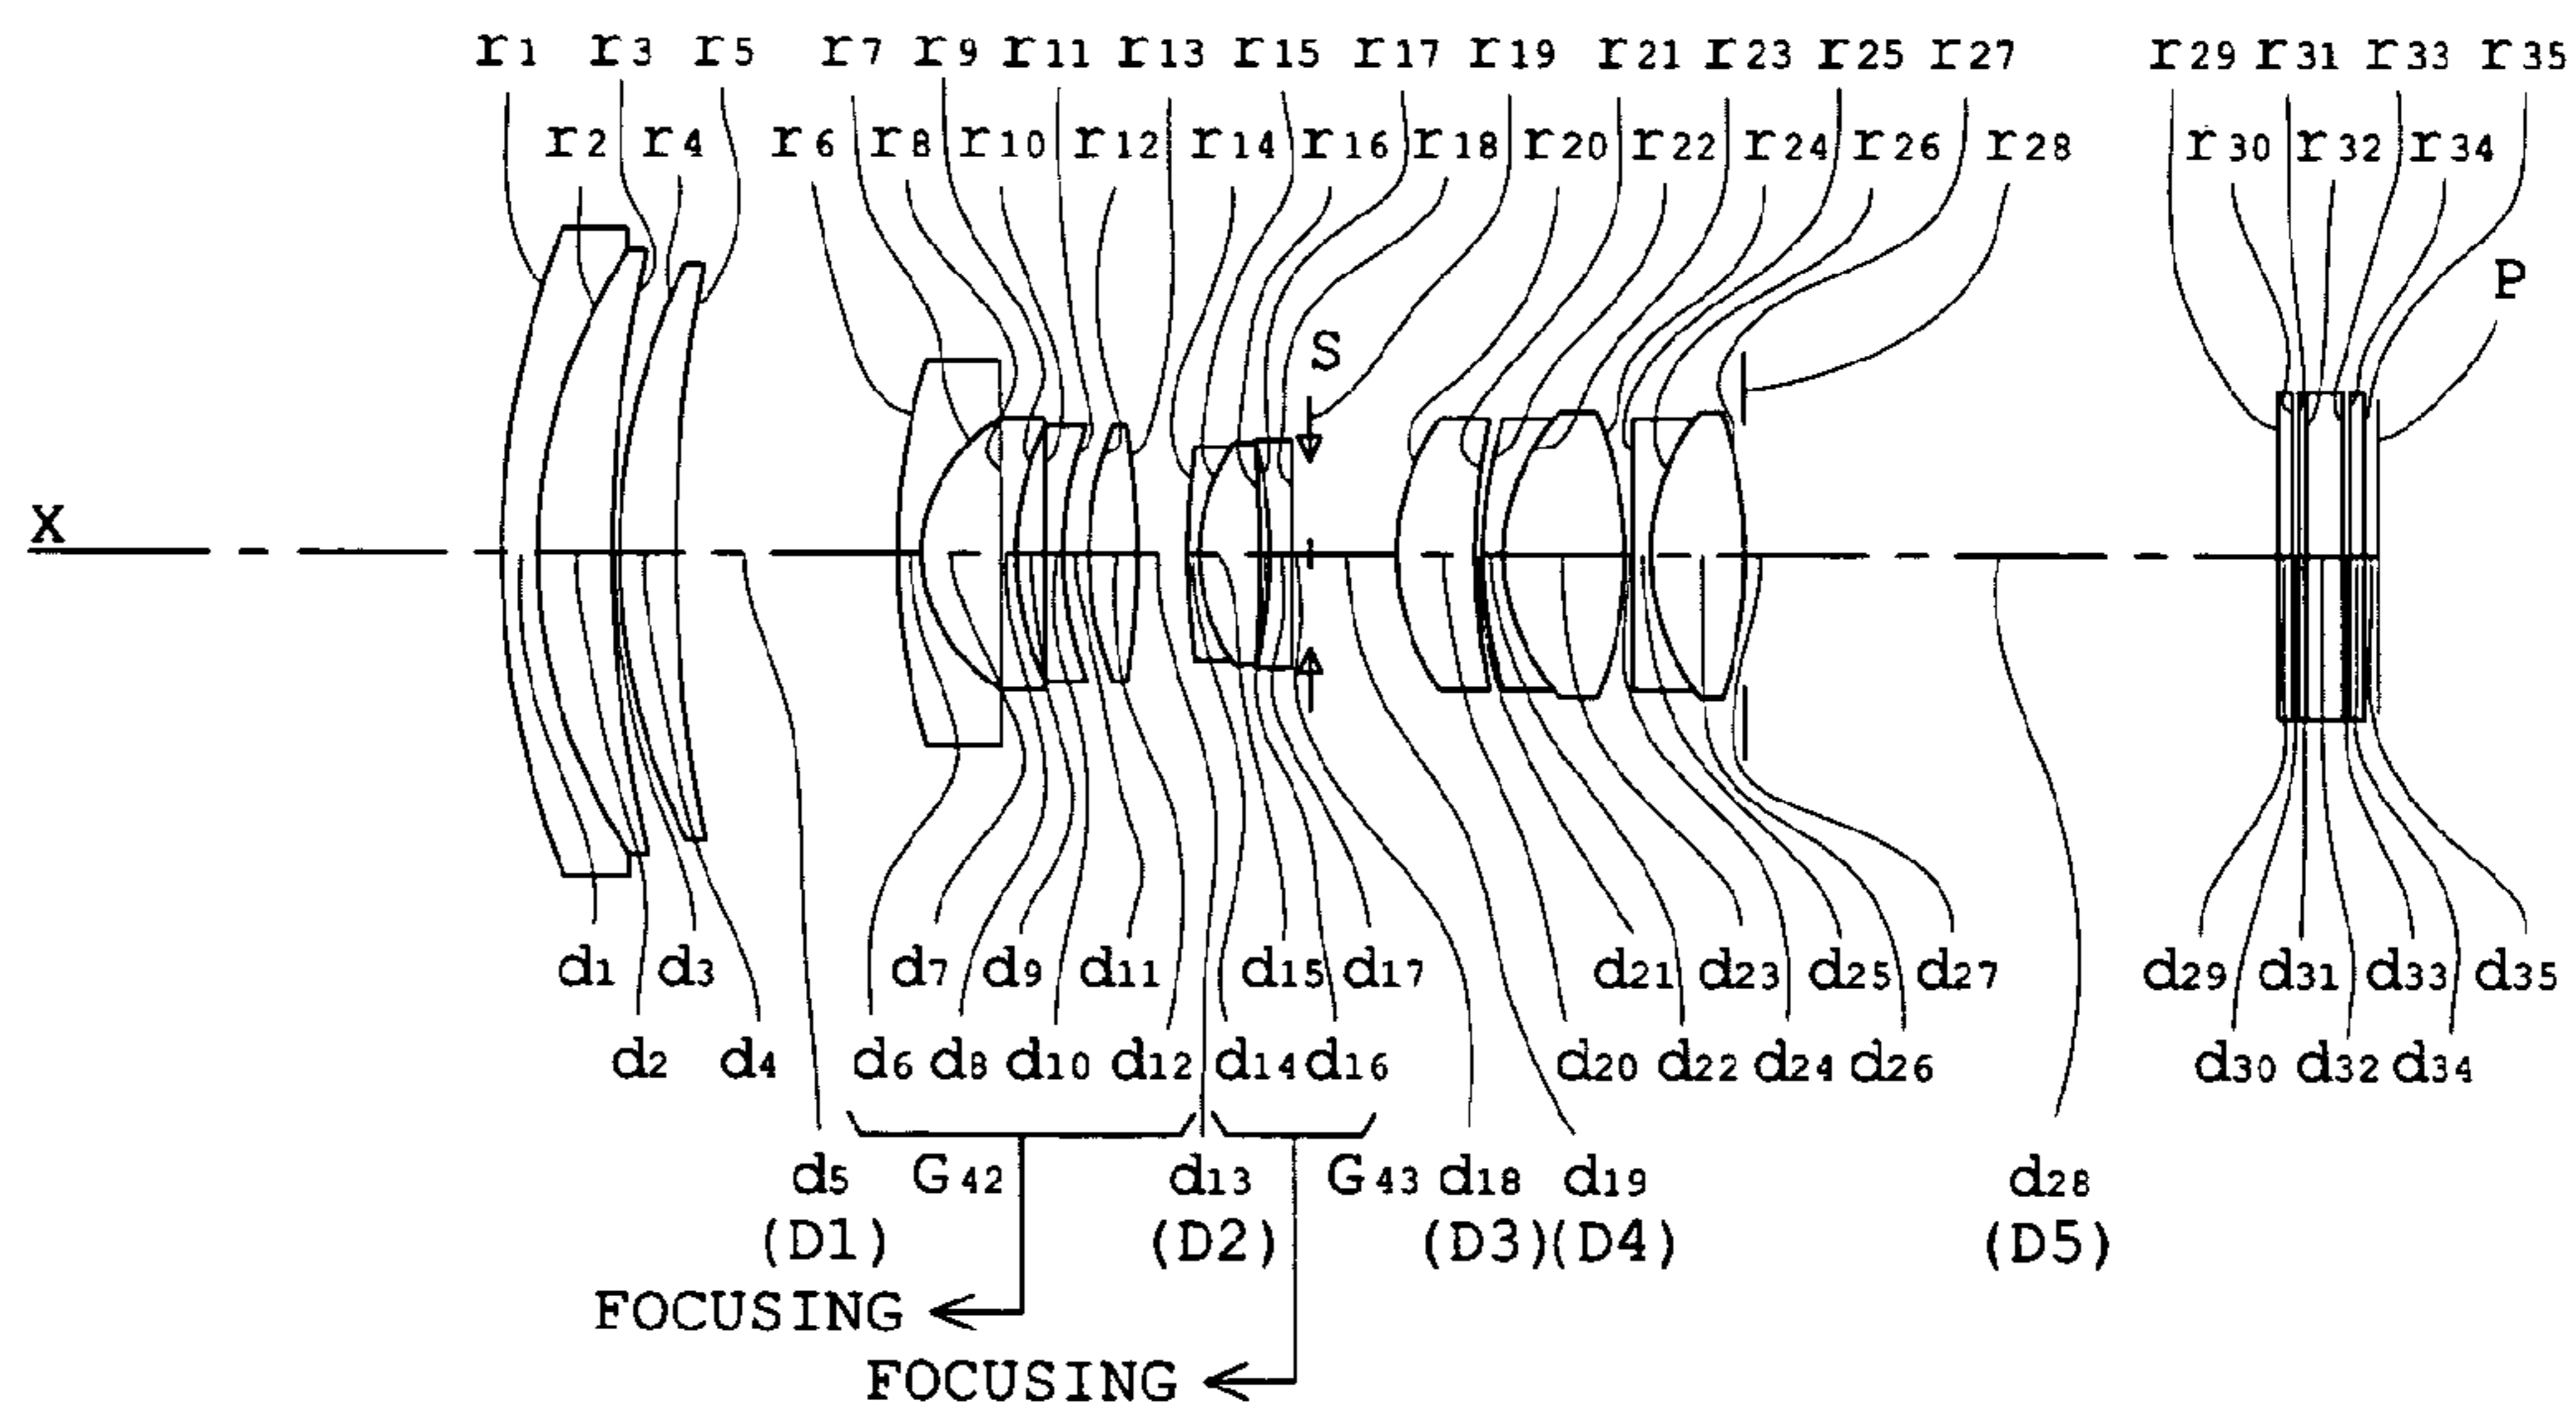 r1 r3 r5 r7 r9 r11 r13 r15 r17 r19 r21 r23 r25 r27 r29 r31 r33 r35
r2 r4 r6 r8 r10 r12 r14 r16 r18 r20 r22 r24 r26 r28 r30 r32 r34
P
S
X
d1 d3 d7 d9 d11 d15 d17 d21 d23 d25 d27 d29 d31 d33 d35
d2 d4 d6 d8 d10 d12 d14 d16 d20 d22 d24 d26 d30 d32 d34
d5 G42 d13 G43 d18 d19 d28
(D1) (D2) (D3) (D4) (D5)
FOCUSING
FOCUSING